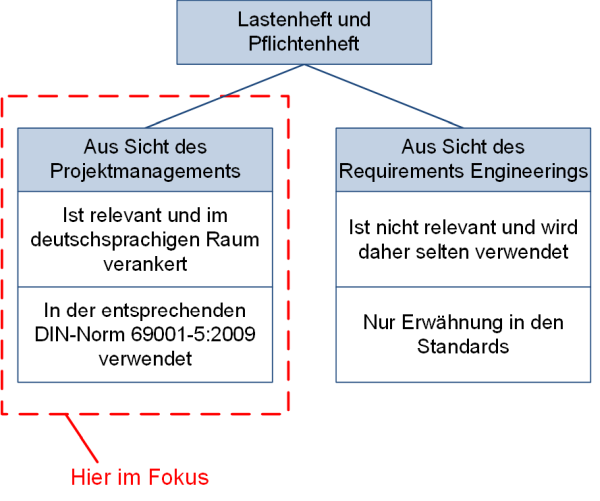 Lastenheft und
Pflichtenheft
Aus Sicht des
Projektmanagements
Ist relevant und im
deutschsprachigen Raum
verankert
In der entsprechenden
DIN-Norm 69001-5:2009
verwendet
Aus Sicht des
Requirements Engineerings
Ist nicht relevant und wird
daher selten verwendet
Nur Erwähnung in den
Standards
Hier im Fokus